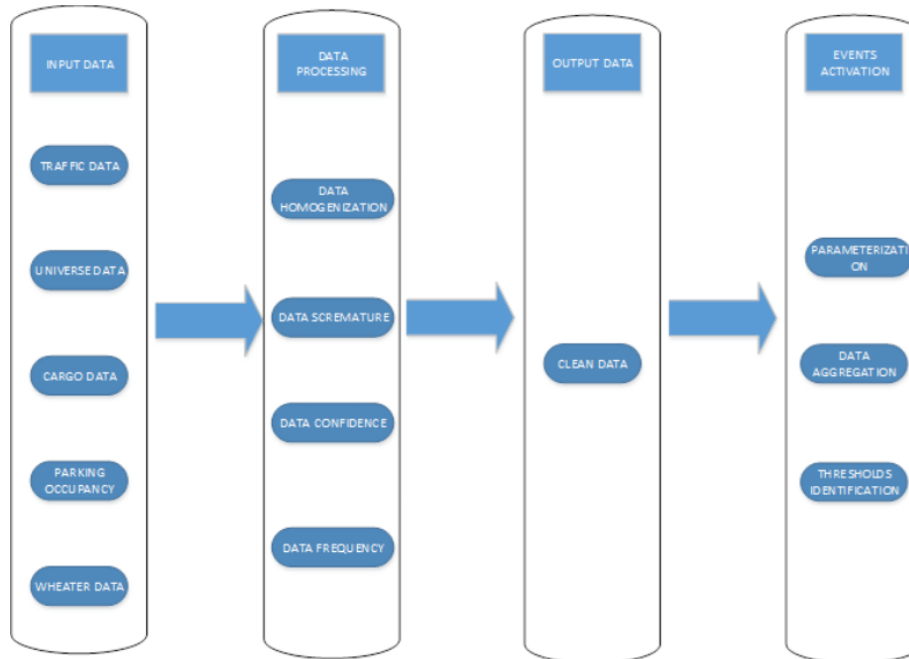 INPUT DATA
TRAFFIC DATA
UNIVERSE DATA
CARGO DATA
PARKING
OCCUPANCY
WHEATER DATA
DATA
PROCESSING
DATA
HOMOGENIZATION
DATA SCREMATURE
DATA CONFIDENCE
DATA FREQUENCY
OUTPUT DATA
CLEAN DATA
EVENTS
ACTIVATION
PARAMETERIZATI
ON
DATA
AGGREGATION
THRESHOLDS
IDENTIFICATION